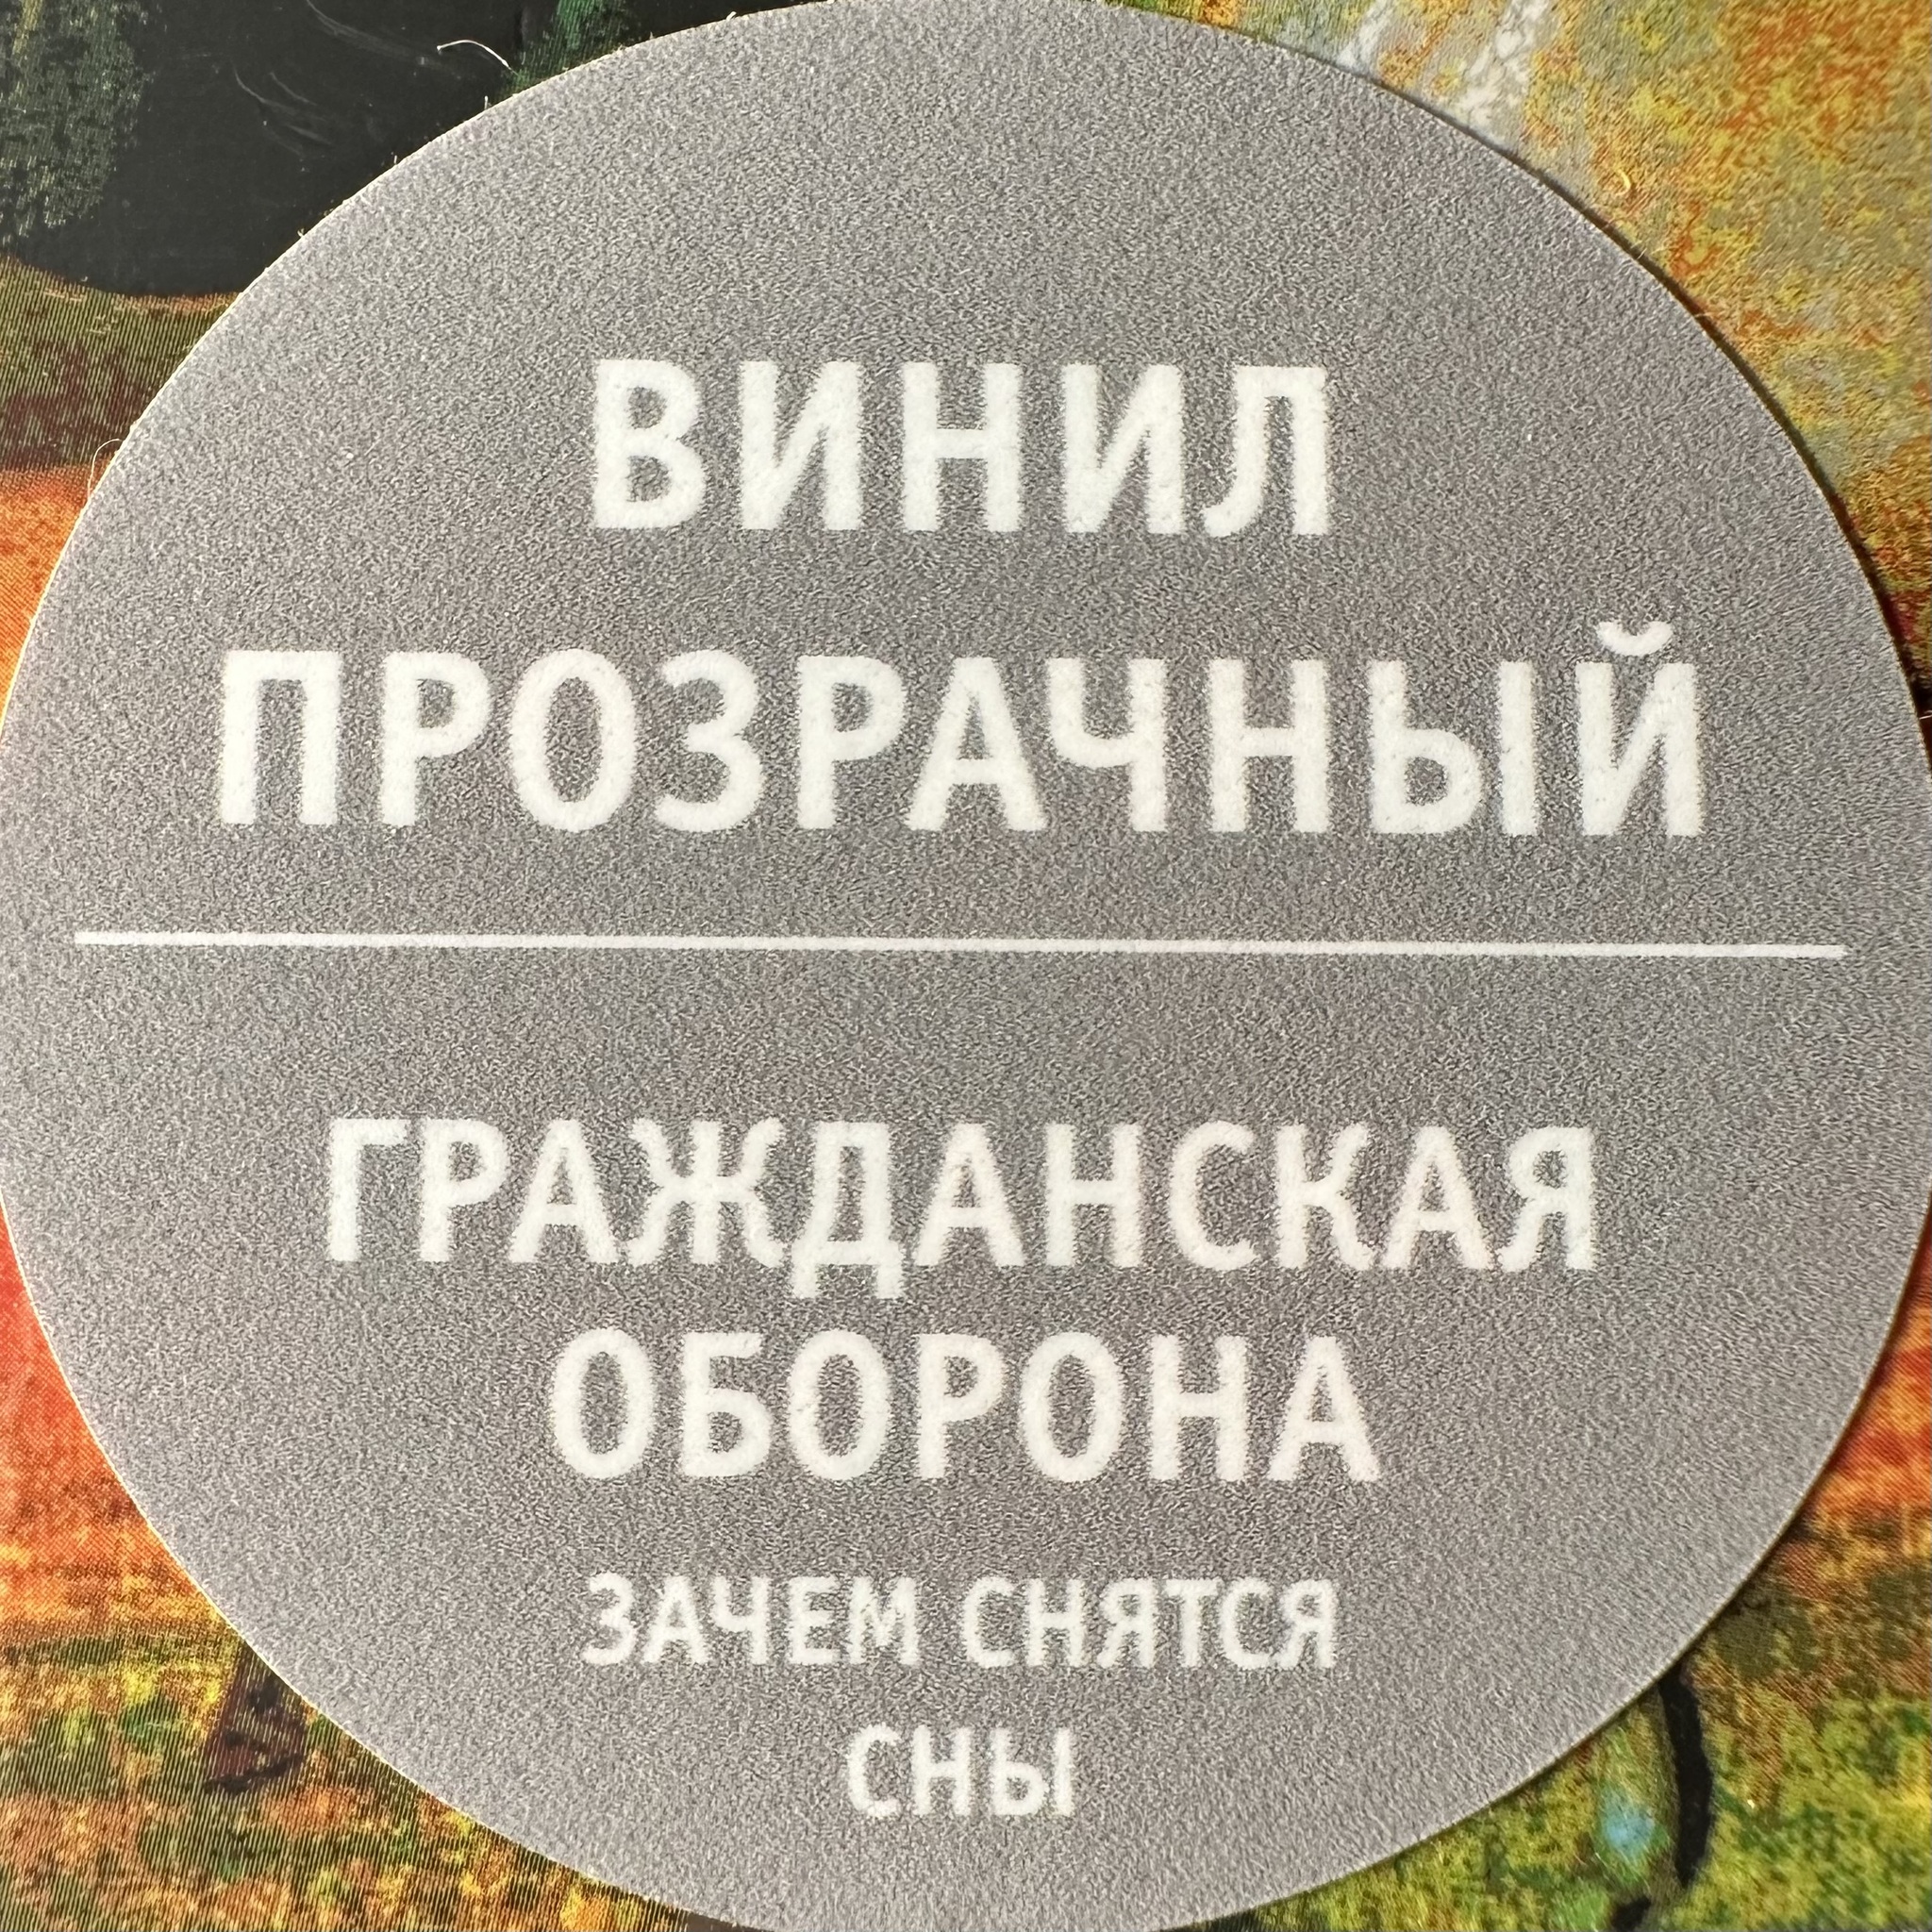 ВИНИЛ
ПРОЗРАЧНЫЙ
ГРАЖДАНСКАЯ
ОБОРОНА
ЗАЧЕМ СНЯТСЯ
СНЫ